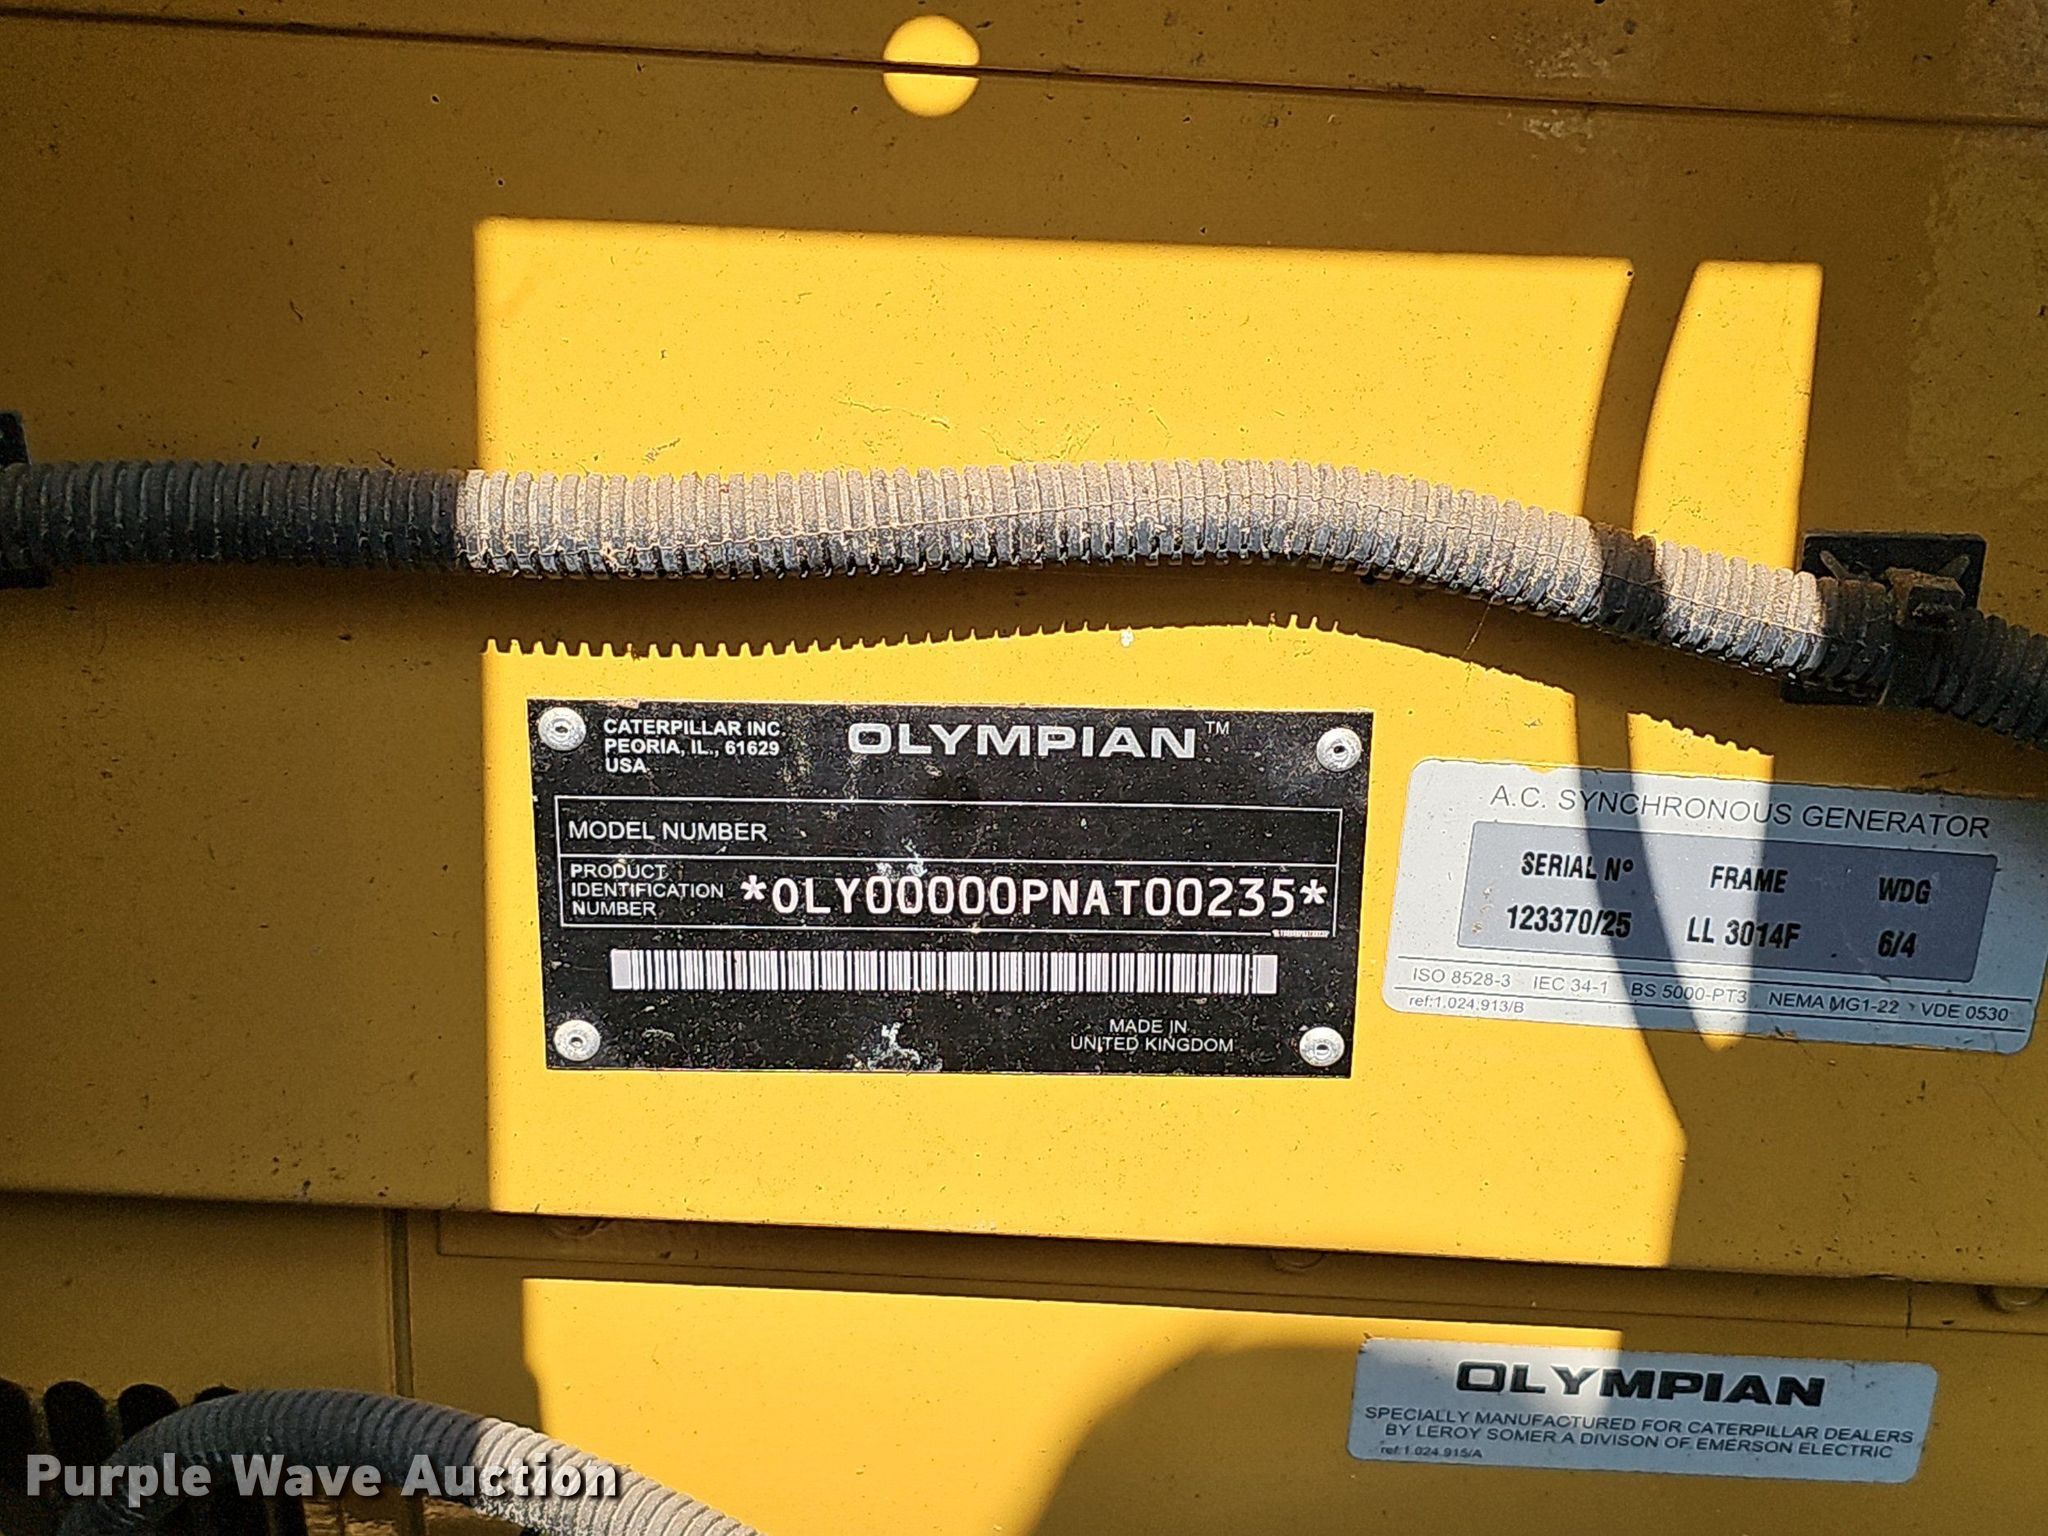 CATERPILLAR INC.
PEORIA, IL., 61629
USA
OLYMPIAN™
MODEL NUMBER
PRODUCT
IDENTIFICATION
NUMBER
*OLY00000PNAT00235*
MADE IN
UNITED KINGDOM
A.C. SYNCHRONOUS GENERATOR
SERIAL Nº FRAME WDG
123370/25 LL 3014F 6/4
ISO 8528-3 IEC 34-1 BS 5000-PT3 NEMA MG1-22 VDE 0530
ref:1.024.913/B
OLYMPIAN
SPECIALLY MANUFACTURED FOR CATERPILLAR DEALERS
BY LEROY SOMER A DIVISON OF EMERSON ELECTRIC
ref:1.024.915/A
Purple Wave Auction